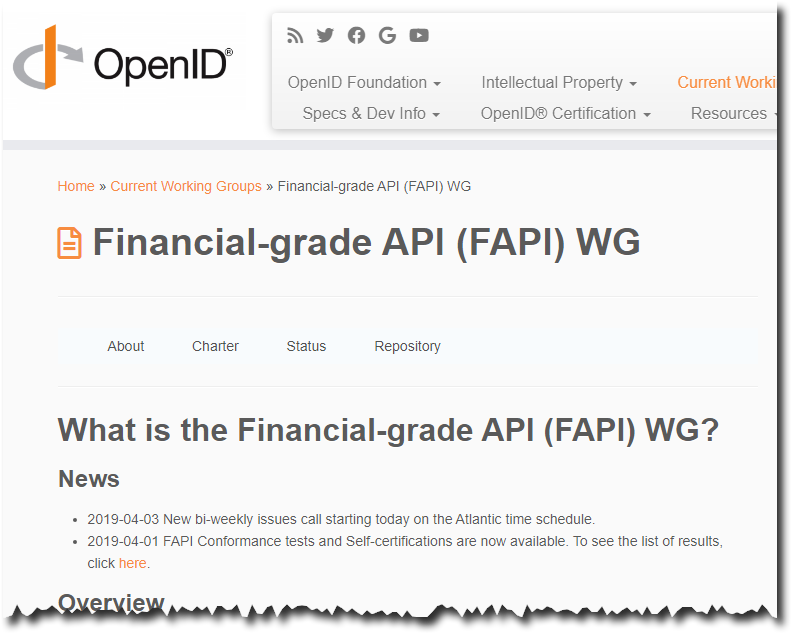 OpenID®
OpenID Foundation
Intellectual Property
Current Worki
Specs & Dev Info
OpenID® Certification
Resources
Home » Current Working Groups » Financial-grade API (FAPI) WG
Financial-grade API (FAPI) WG
About
Charter
Status
Repository
What is the Financial-grade API (FAPI) WG?
News
• 2019-04-03 New bi-weekly issues call starting today on the Atlantic time schedule.
• 2019-04-01 FAPI Conformance tests and Self-certifications are now available. To see the list of results,
click here.
Overview